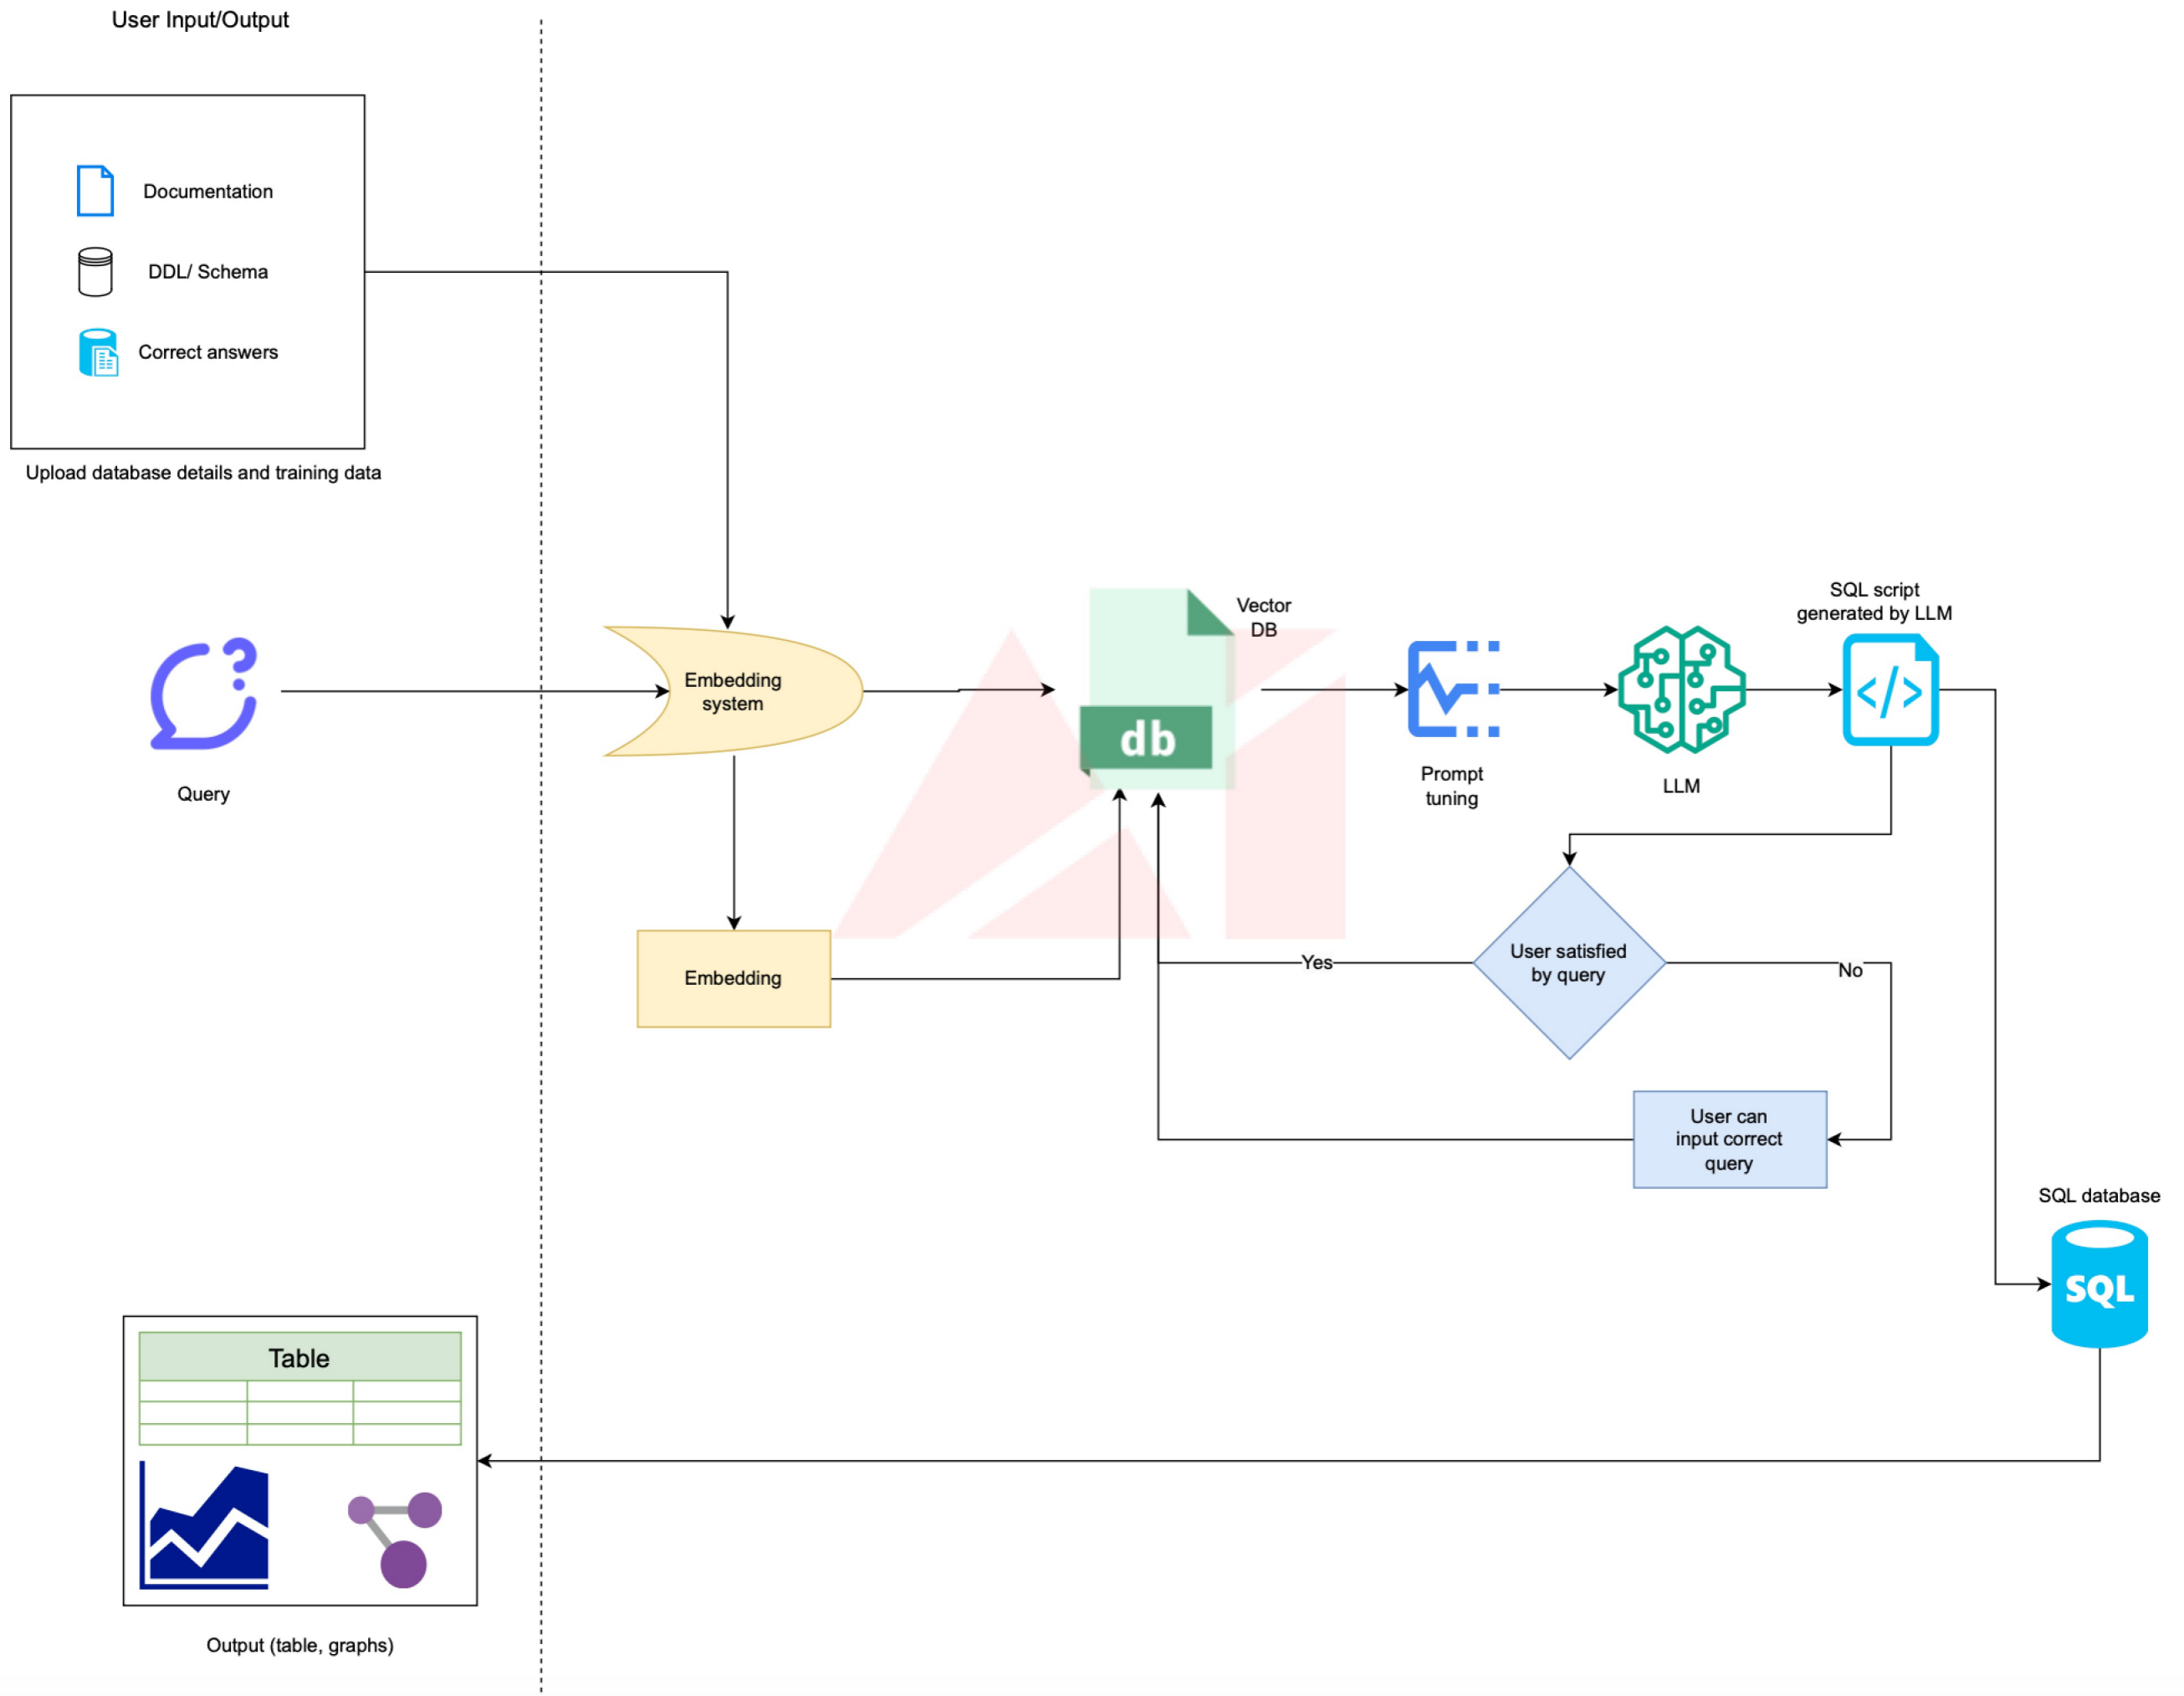 User Input/Output
Documentation
DDL/ Schema
Correct answers
Upload database details and training data
Query
Embedding
system
Vector
DB
db
Prompt
tuning
LLM
SQL script
generated by LLM
</>
Embedding
User satisfied
by query
Yes
No
User can
input correct
query
SQL database
SQL
Table
Output (table, graphs)